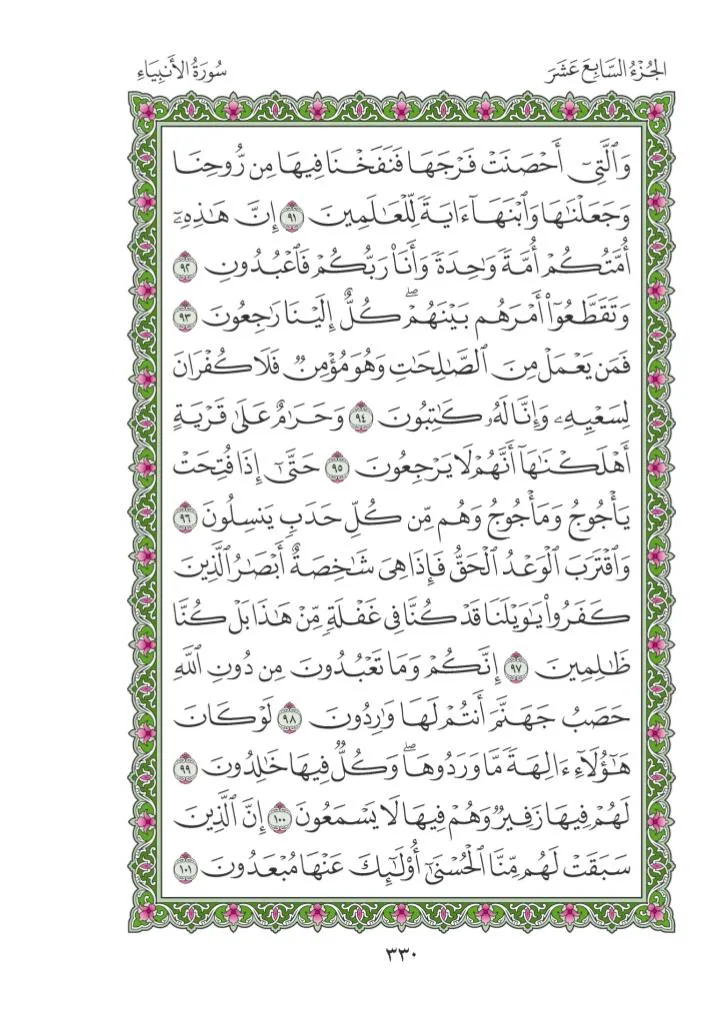 الجُزْءُ السَّابِعَ عَشَرَ
سُورَةُ الأَنبِيَاءِ
وَٱلَّتِيٓ أَحْصَنَتْ فَرْجَهَا فَنَفَخْنَا فِيهَا مِن رُّوحِنَا
وَجَعَلْنَٰهَا وَٱبْنَهَآ ءَايَةً لِّلْعَٰلَمِينَ ٩١ إِنَّ هَٰذِهِۦٓ
أُمَّتُكُمْ أُمَّةً وَٰحِدَةً وَأَنَا۠ رَبُّكُمْ فَٱعْبُدُونِ ٩٢
وَتَقَطَّعُوٓا۟ أَمْرَهُم بَيْنَهُمْ ۖ كُلٌّ إِلَيْنَا رَٰجِعُونَ ٩٣
فَمَن يَعْمَلْ مِنَ ٱلصَّٰلِحَٰتِ وَهُوَ مُؤْمِنٌ فَلَا كُفْرَانَ
لِسَعْيِهِۦ وَإِنَّا لَهُۥ كَٰتِبُونَ ٩٤ وَحَرَٰمٌ عَلَىٰ قَرْيَةٍ
أَهْلَكْنَٰهَآ أَنَّهُمْ لَا يَرْجِعُونَ ٩٥ حَتَّىٰٓ إِذَا فُتِحَتْ
يَأْجُوجُ وَمَأْجُوجُ وَهُم مِّن كُلِّ حَدَبٍ يَنسِلُونَ ٩٦
وَٱقْتَرَبَ ٱلْوَعْدُ ٱلْحَقُّ فَإِذَا هِىَ شَٰخِصَةٌ أَبْصَٰرُ ٱلَّذِينَ
كَفَرُوا۟ يَٰوَيْلَنَا قَدْ كُنَّا فِى غَفْلَةٍ مِّنْ هَٰذَا بَلْ كُنَّا
ظَٰلِمِينَ ٩٧ إِنَّكُمْ وَمَا تَعْبُدُونَ مِن دُونِ ٱللَّهِ
حَصَبُ جَهَنَّمَ أَنتُمْ لَهَا وَٰرِدُونَ ٩٨ لَوْ كَانَ
هَٰٓؤُلَآءِ ءَالِهَةً مَّا وَرَدُوهَا ۖ وَكُلٌّ فِيهَا خَٰلِدُونَ ٩٩
لَهُمْ فِيهَا زَفِيرٌ وَهُمْ فِيهَا لَا يَسْمَعُونَ ١٠٠ إِنَّ ٱلَّذِينَ
سَبَقَتْ لَهُم مِّنَّا ٱلْحُسْنَىٰٓ أُو۟لَٰٓئِكَ عَنْهَا مُبْعَدُونَ ١٠١
٣٣٠